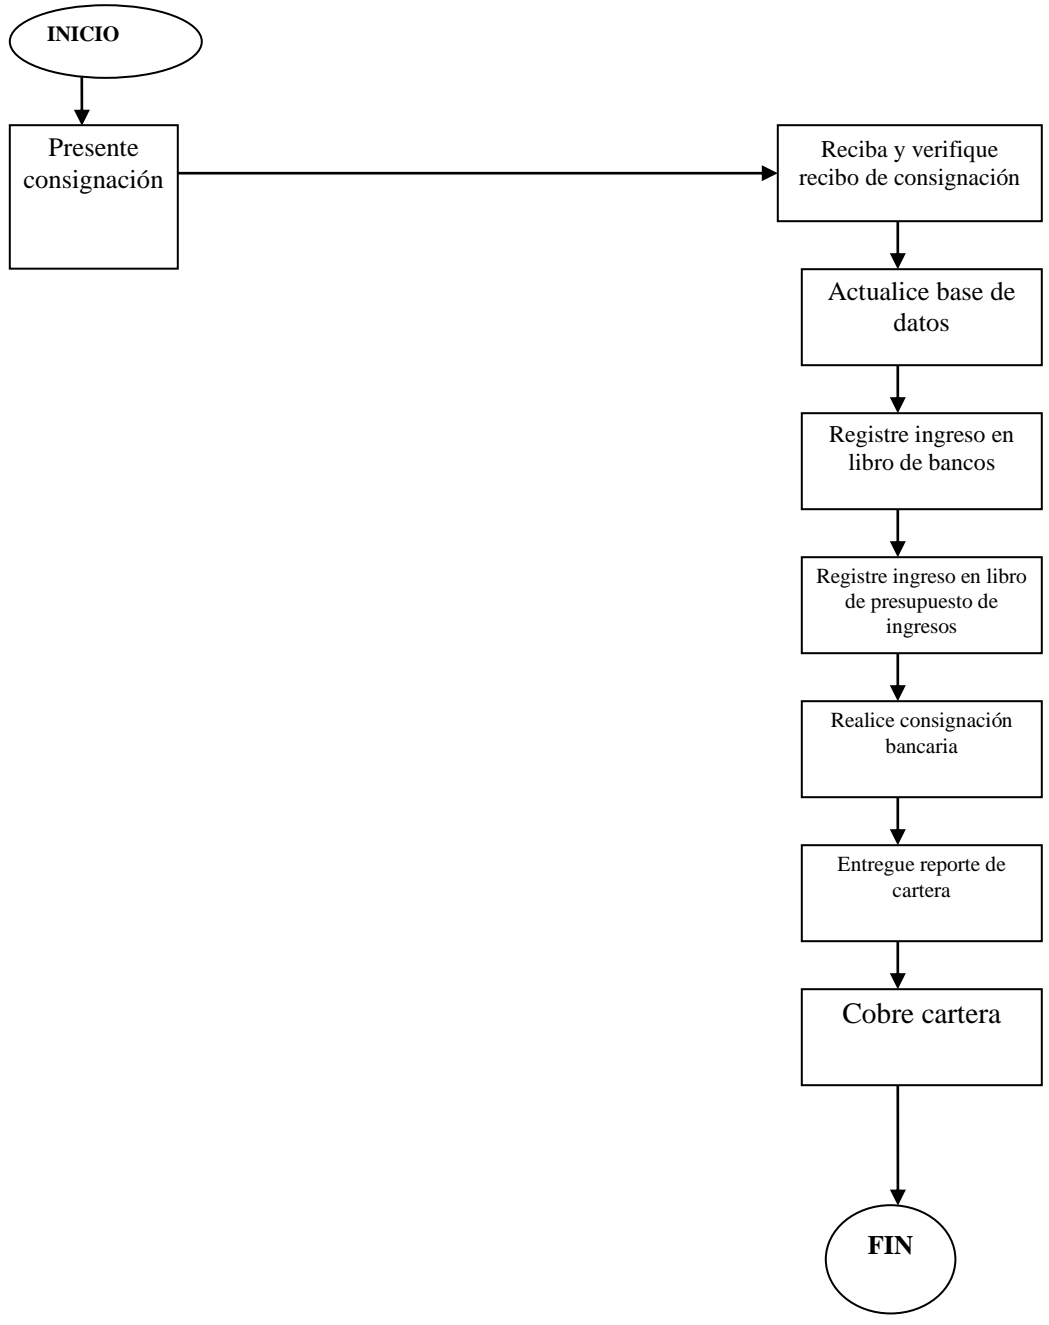 INICIO
Presente
consignación
Reciba y verifique
recibo de consignación
Actualice base de
datos
Registre ingreso en
libro de bancos
Registre ingreso en libro
de presupuesto de
ingresos
Realice consignación
bancaria
Entregue reporte de
cartera
Cobre cartera
FIN